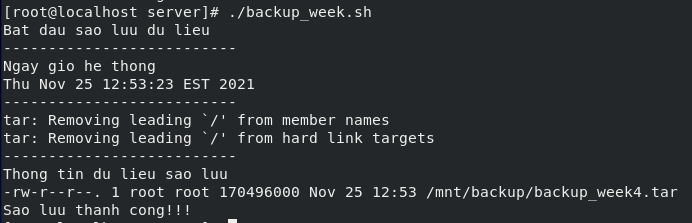 [root@localhost server]# ./backup_week.sh
Bat dau sao luu du lieu
--------------------------
Ngay gio he thong
Thu Nov 25 12:53:23 EST 2021
--------------------------
tar: Removing leading `/' from member names
tar: Removing leading `/' from hard link targets
--------------------------
Thong tin du lieu sao luu
-rw-r--r--. 1 root root 170496000 Nov 25 12:53 /mnt/backup/backup_week4.tar
Sao luu thanh cong!!!